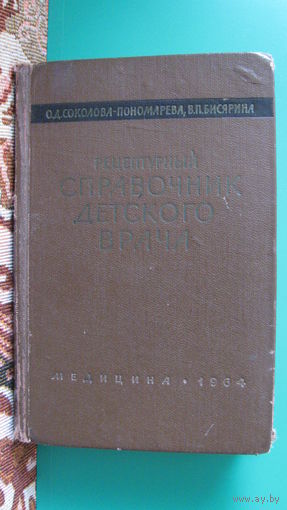 О.Д.СОКОЛОВА-ПОНОМАРЕВА, В.П.БИСЯРИНА
РЕЦЕПТУРНЫЙ
СПРАВОЧНИК
ДЕТСКОГО
ВРАЧА
МЕДИЦИНА • 1964
www.ay.by